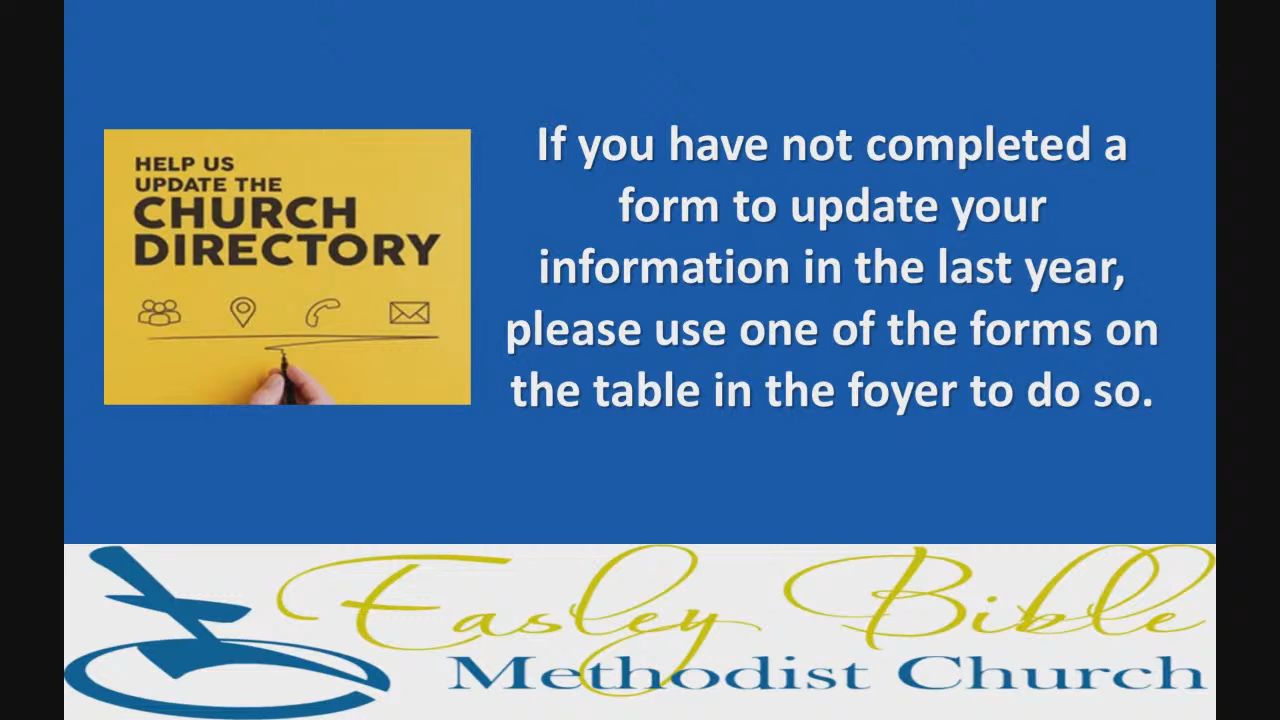 HELP US
UPDATE THE
CHURCH
DIRECTORY
If you have not completed a
form to update your
information in the last year,
please use one of the forms on
the table in the foyer to do so.
Easley Bible
Methodist Church